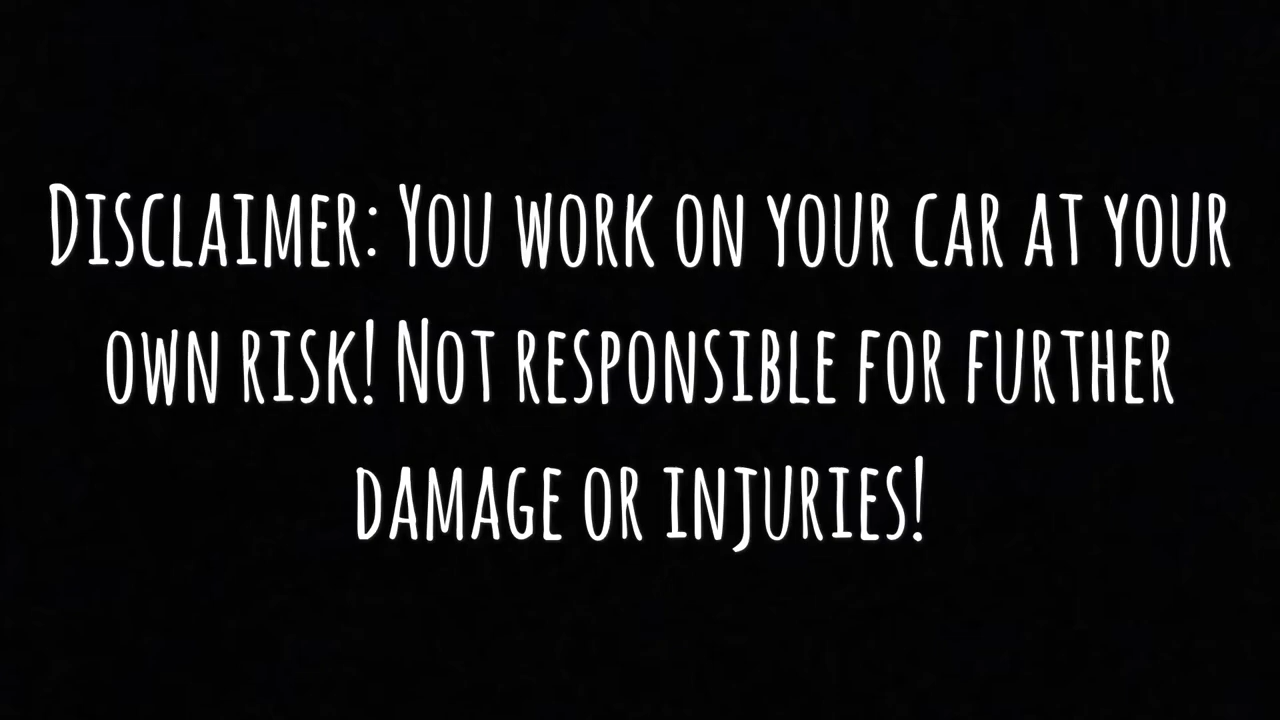 Disclaimer: You work on your car at your
own risk! Not responsible for further
damage or injuries!